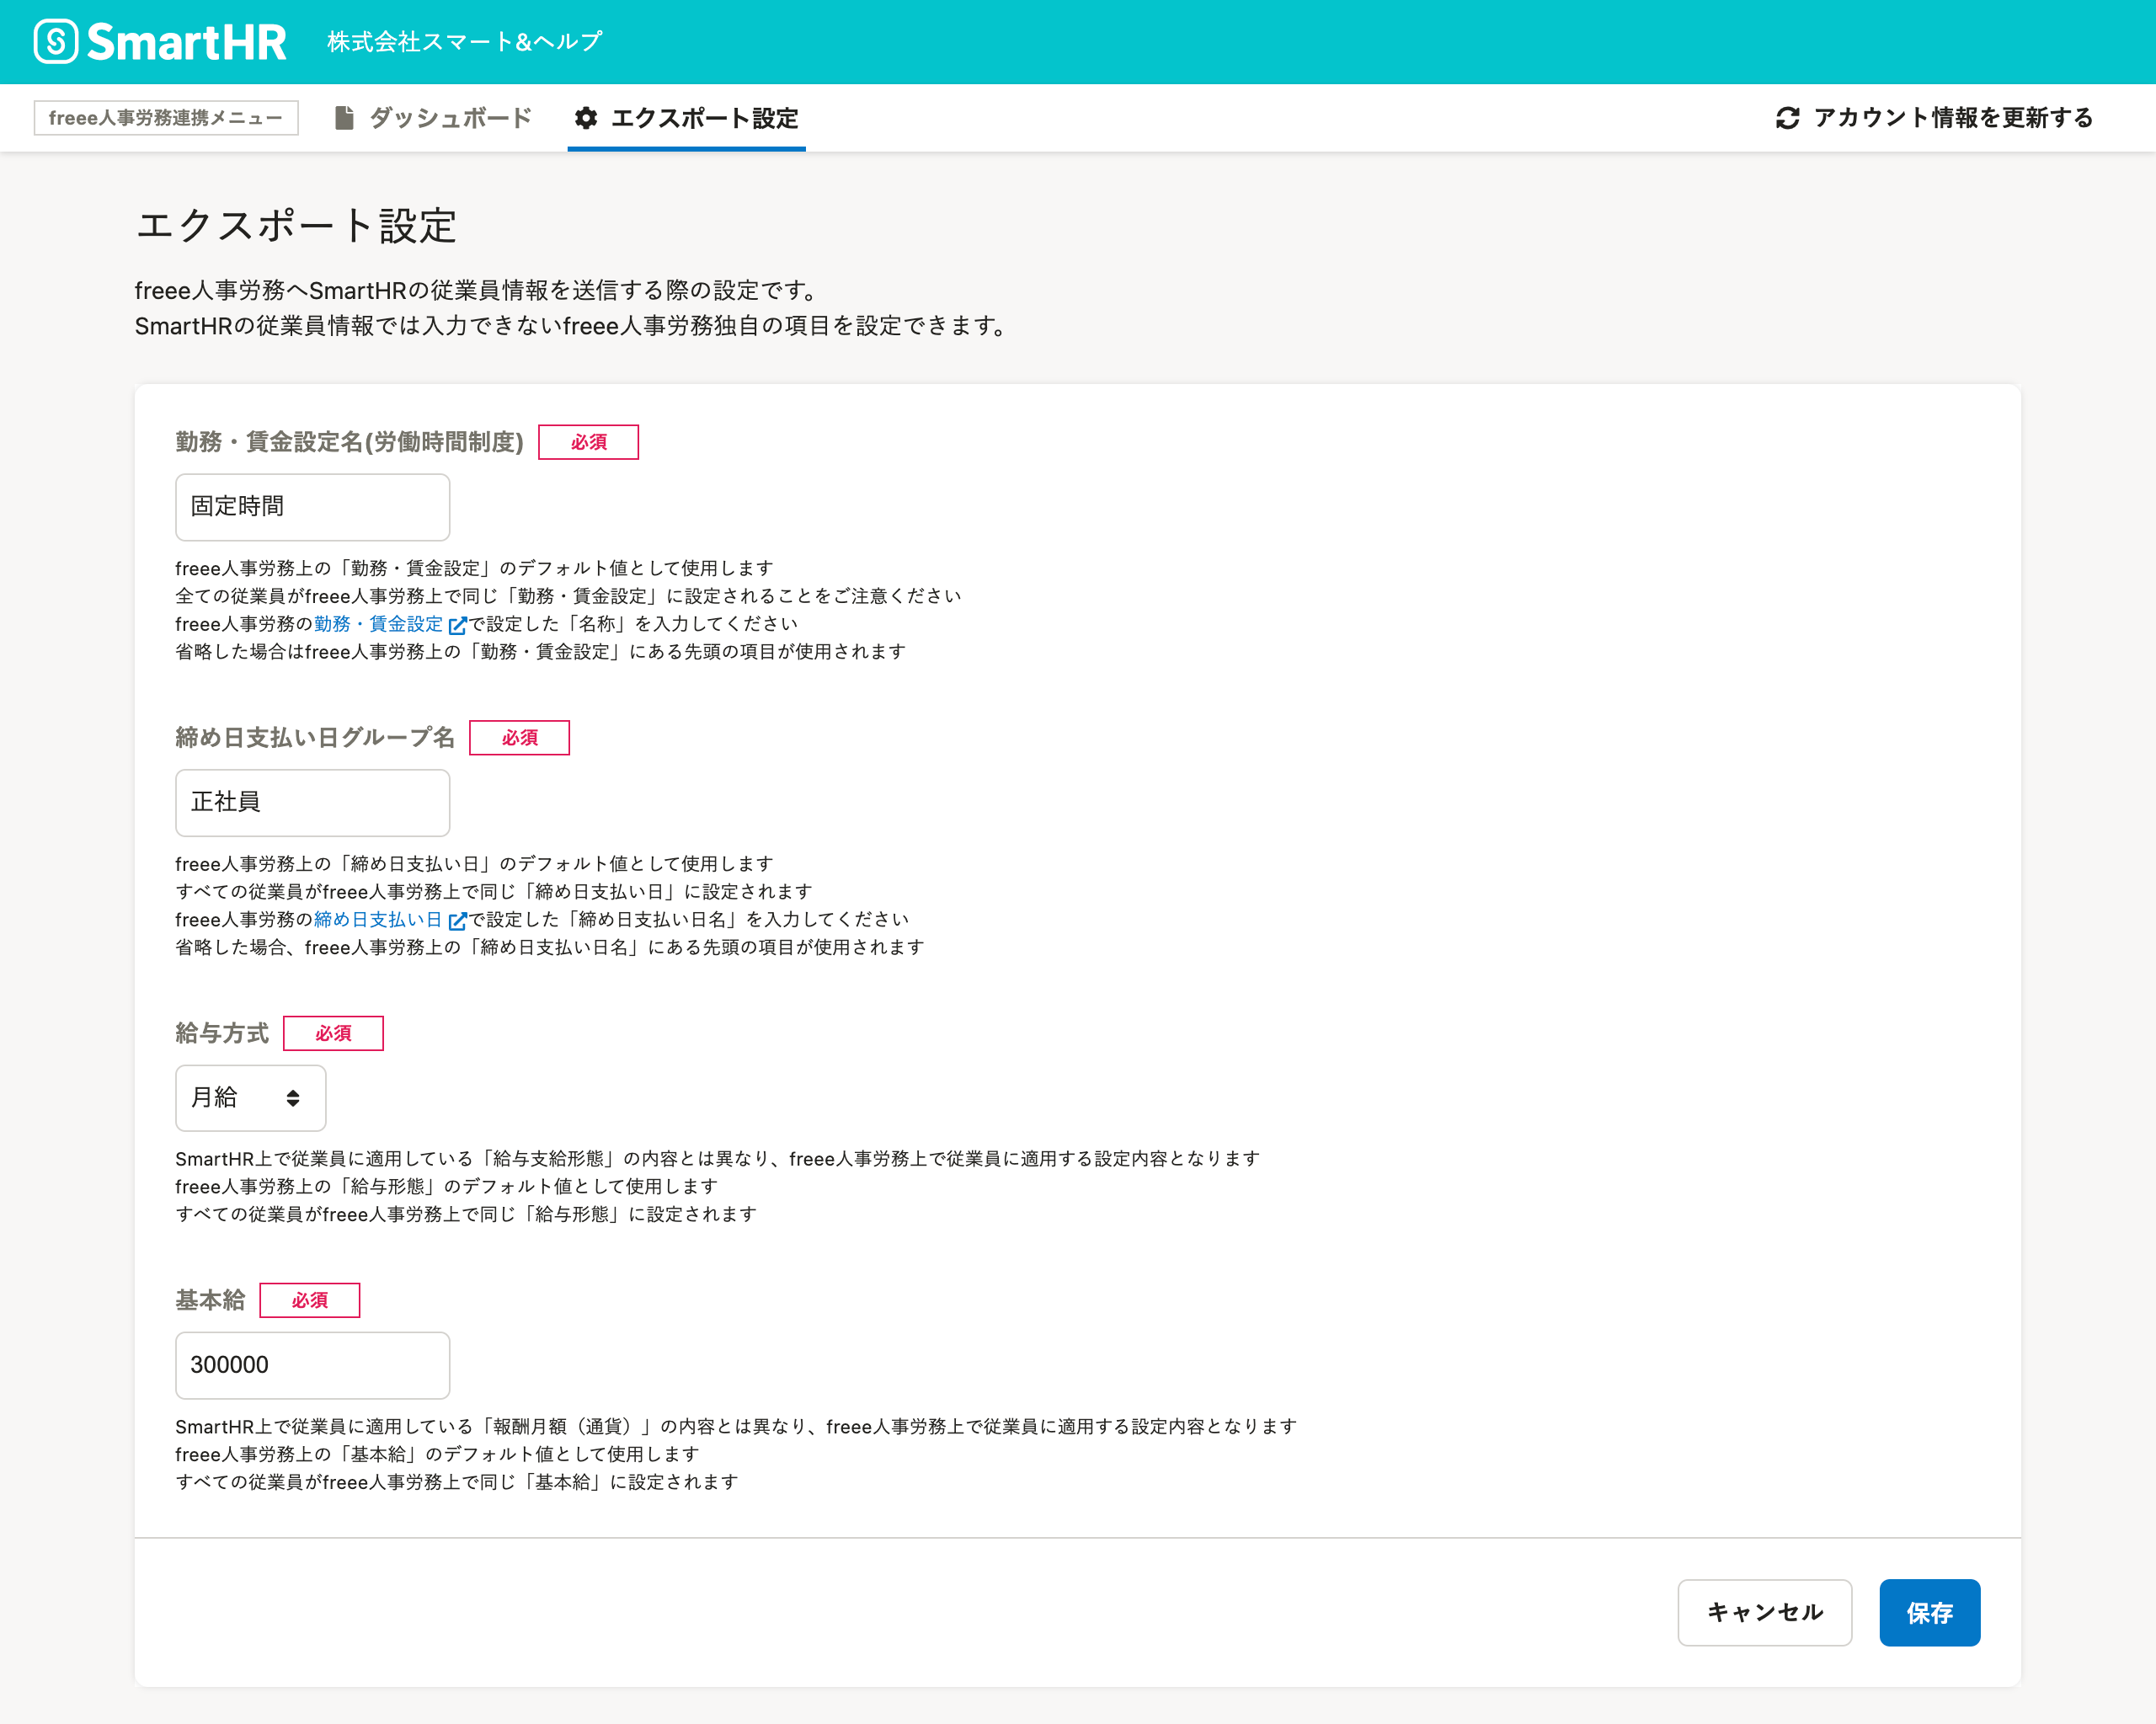 SmartHR 株式会社スマート&ヘルプ
freee人事労務連携メニュー ダッシュボード エクスポート設定 アカウント情報を更新する
エクスポート設定
freee人事労務へSmartHRの従業員情報を送信する際の設定です。
SmartHRの従業員情報では入力できないfreee人事労務独自の項目を設定できます。
勤務・賃金設定名(労働時間制度) 必須
固定時間
freee人事労務上の「勤務・賃金設定」のデフォルト値として使用します
全ての従業員がfreee人事労務上で同じ「勤務・賃金設定」に設定されることをご注意ください
freee人事労務の勤務・賃金設定で設定した「名称」を入力してください
省略した場合はfreee人事労務上の「勤務・賃金設定」にある先頭の項目が使用されます
締め日支払い日グループ名 必須
正社員
freee人事労務上の「締め日支払い日」のデフォルト値として使用します
すべての従業員がfreee人事労務上で同じ「締め日支払い日」に設定されます
freee人事労務の締め日支払い日で設定した「締め日支払い日名」を入力してください
省略した場合、freee人事労務上の「締め日支払い日名」にある先頭の項目が使用されます
給与方式 必須
月給
SmartHR上で従業員に適用している「給与支給形態」の内容とは異なり、freee人事労務上で従業員に適用する設定内容となります
freee人事労務上の「給与形態」のデフォルト値として使用します
すべての従業員がfreee人事労務上で同じ「給与形態」に設定されます
基本給 必須
300000
SmartHR上で従業員に適用している「報酬月額（通貨）」の内容とは異なり、freee人事労務上で従業員に適用する設定内容となります
freee人事労務上の「基本給」のデフォルト値として使用します
すべての従業員がfreee人事労務上で同じ「基本給」に設定されます
キャンセル 保存